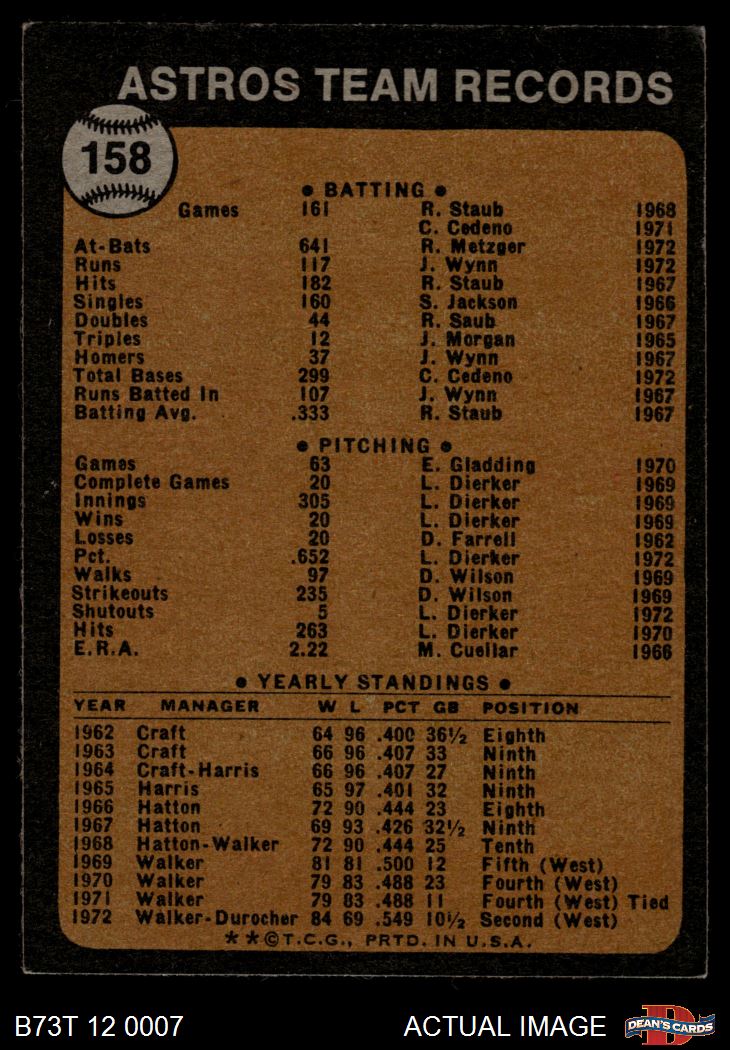 ASTROS TEAM RECORDS
158
• BATTING •
Games 161 R. Staub 1968
C. Cedeno 1971
At-Bats 641 R. Metzger 1972
Runs 117 J. Wynn 1972
Hits 182 R. Staub 1967
Singles 160 S. Jackson 1966
Doubles 44 R. Saub 1967
Triples 12 J. Morgan 1965
Homers 37 J. Wynn 1967
Total Bases 299 C. Cedeno 1972
Runs Batted In 107 J. Wynn 1967
Batting Avg. .333 R. Staub 1967
• PITCHING •
Games 63 E. Gladding 1970
Complete Games 20 L. Dierker 1969
Innings 305 L. Dierker 1969
Wins 20 L. Dierker 1969
Losses 20 D. Farrell 1962
Pct. .652 L. Dierker 1972
Walks 97 D. Wilson 1969
Strikeouts 235 D. Wilson 1969
Shutouts 5 L. Dierker 1972
Hits 263 L. Dierker 1970
E.R.A. 2.22 M. Cuellar 1966
• YEARLY STANDINGS •
YEAR MANAGER W L PCT GB POSITION
1962 Craft 64 96 .400 36½ Eighth
1963 Craft 66 96 .407 33 Ninth
1964 Craft-Harris 66 96 .407 27 Ninth
1965 Harris 65 97 .401 32 Ninth
1966 Hatton 72 90 .444 23 Eighth
1967 Hatton 69 93 .426 32½ Ninth
1968 Hatton-Walker 72 90 .444 25 Tenth
1969 Walker 81 81 .500 12 Fifth (West)
1970 Walker 79 83 .488 23 Fourth (West)
1971 Walker 79 83 .488 11 Fourth (West) Tied
1972 Walker-Durocher 84 69 .549 10½ Second (West)
**©T.C.G., PRTD. IN U.S.A.
B73T 12 0007 ACTUAL IMAGE D DEAN'S CARDS